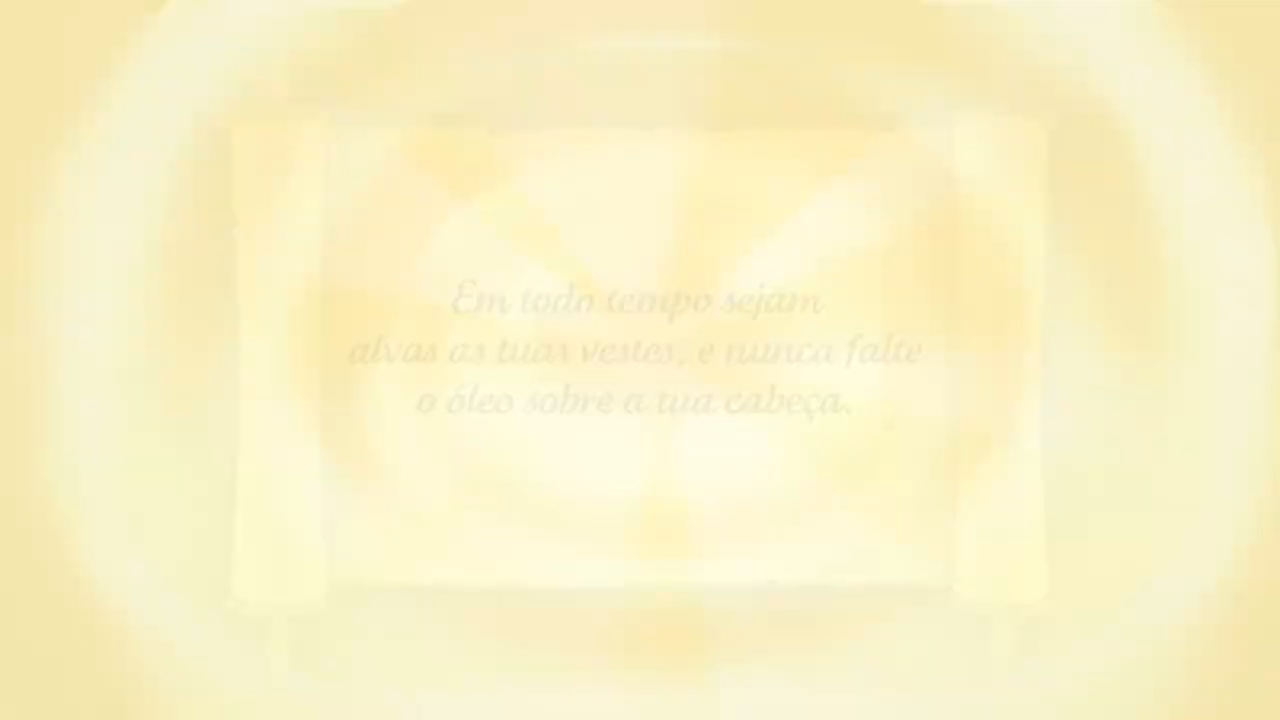 Em todo tempo sejam
alvas as tuas vestes, e nunca falte
o óleo sobre a tua cabeça.